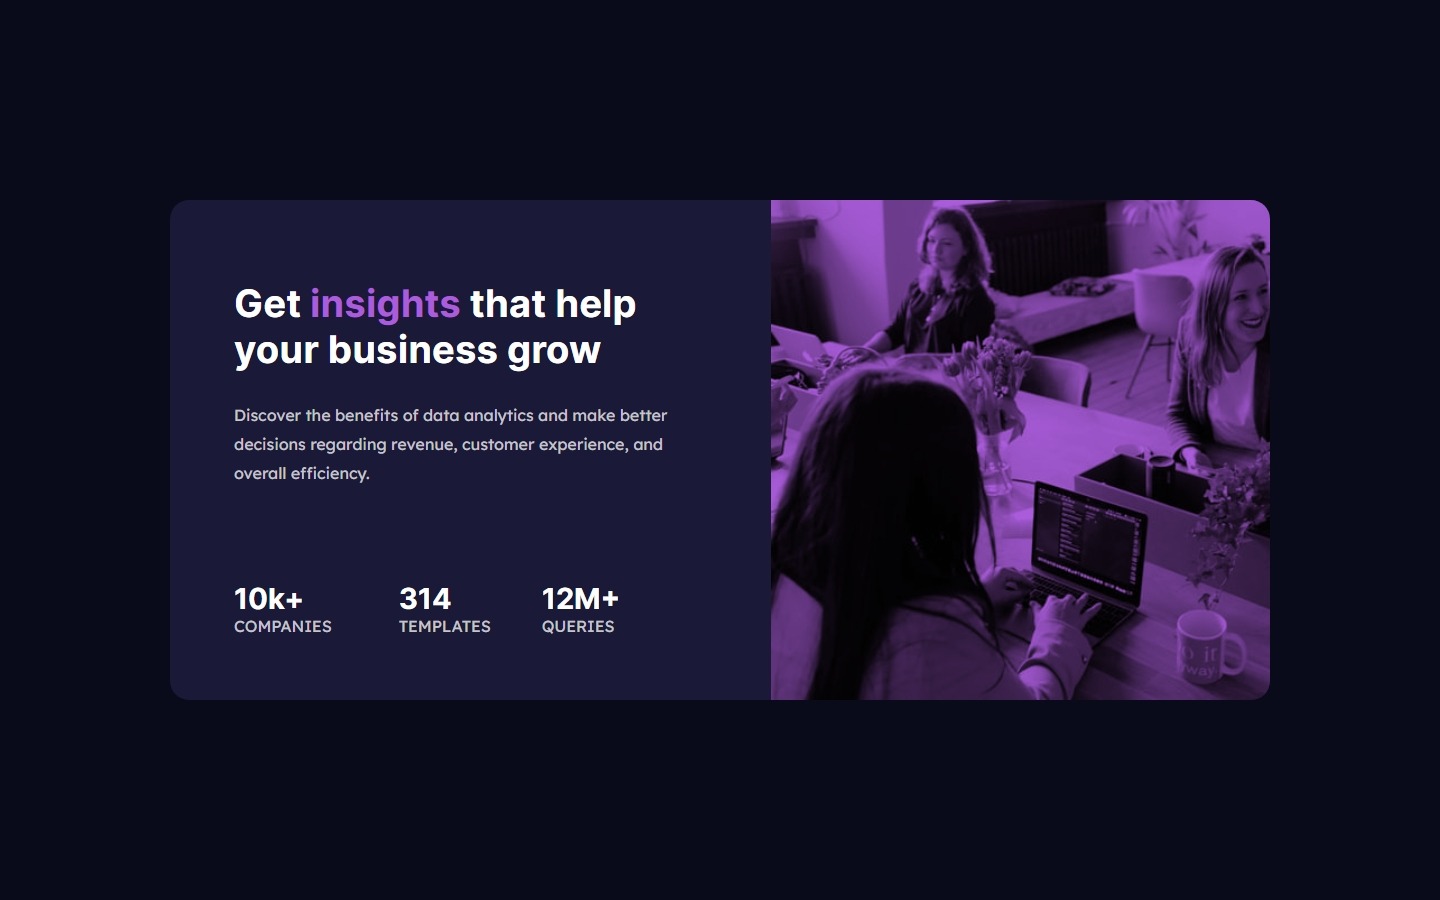 Get insights that help
your business grow
Discover the benefits of data analytics and make better
decisions regarding revenue, customer experience, and
overall efficiency.
10k+ 314 12M+
COMPANIES TEMPLATES QUERIES